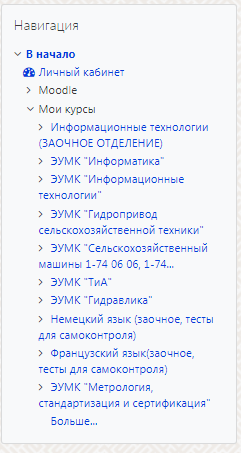 Навигация
В начало
Личный кабинет
Moodle
Мои курсы
Информационные технологии
(ЗАОЧНОЕ ОТДЕЛЕНИЕ)
ЭУМК "Информатика"
ЭУМК "Информационные
технологии"
ЭУМК "Гидропривод
сельскохозяйственной техники"
ЭУМК "Сельскохозяйственный
машины 1-74 06 06, 1-74...
ЭУМК "ТиА"
ЭУМК "Гидравлика"
Немецкий язык (заочное, тесты
для самоконтроля)
Французский язык(заочное,
тесты для самоконтроля)
ЭУМК "Метрология,
стандартизация и сертификация"
Больше...